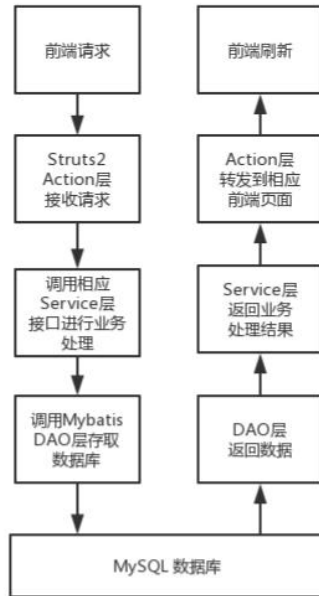 前端请求
Struts2
Action层
接收请求
调用相应
Service层
接口进行业务
处理
调用Mybatis
DAO层存取
数据库
MySQL 数据库
DAO层
返回数据
Service层
返回业务
处理结果
Action层
转发到相应
前端页面
前端刷新